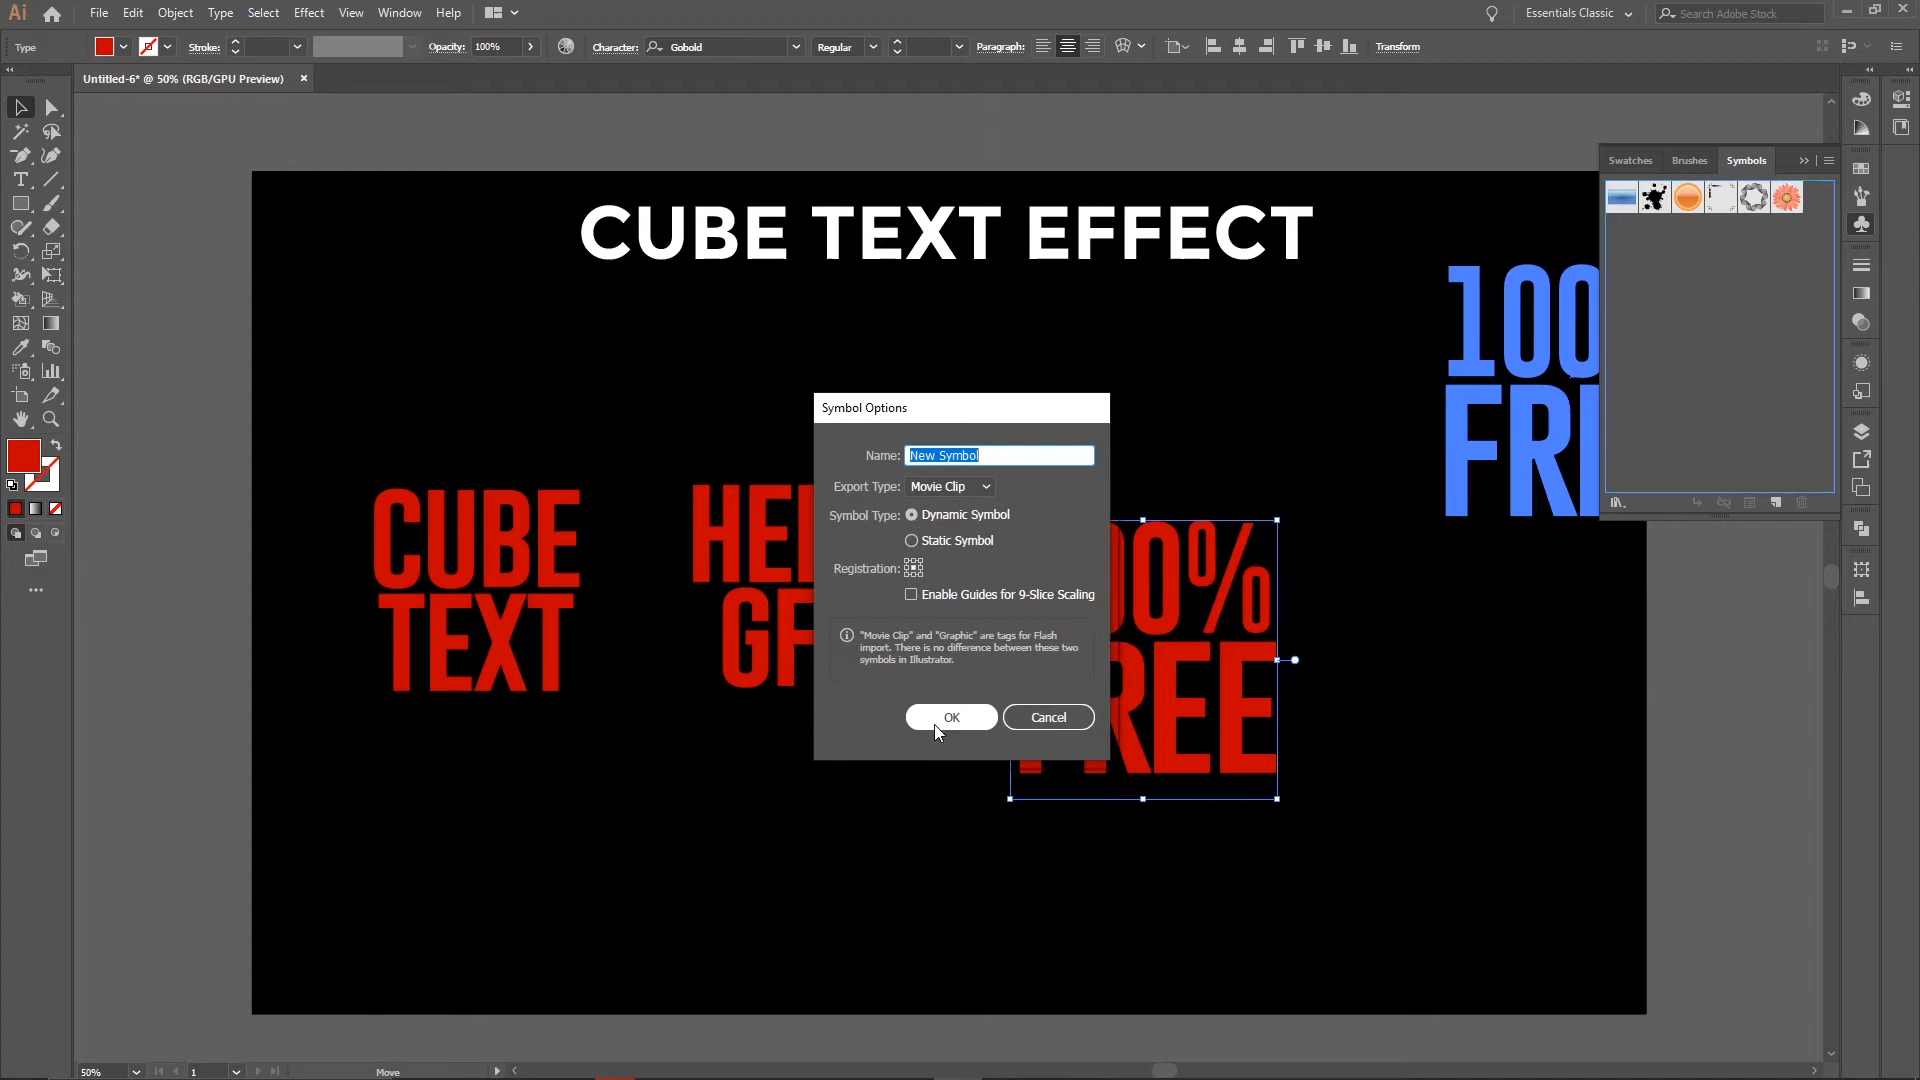 Ai File Edit Object Type Select Effect View Window Help Essentials Classic Search Adobe Stock
Type Stroke: Opacity: 100% Character: Gobold Regular Paragraph: Transform
Untitled-6* @ 50% (RGB/GPU Preview) ×
Swatches Brushes Symbols
CUBE TEXT EFFECT
100
FRE
Symbol Options
Name: New Symbol
Export Type: Movie Clip
Symbol Type: Dynamic Symbol
Static Symbol
Registration:
Enable Guides for 9-Slice Scaling
"Movie Clip" and "Graphic" are tags for Flash
import. There is no difference between these two
symbols in Illustrator.
OK Cancel
CUBE
TEXT
HE
GF
00%
FREE
50% 1 Move